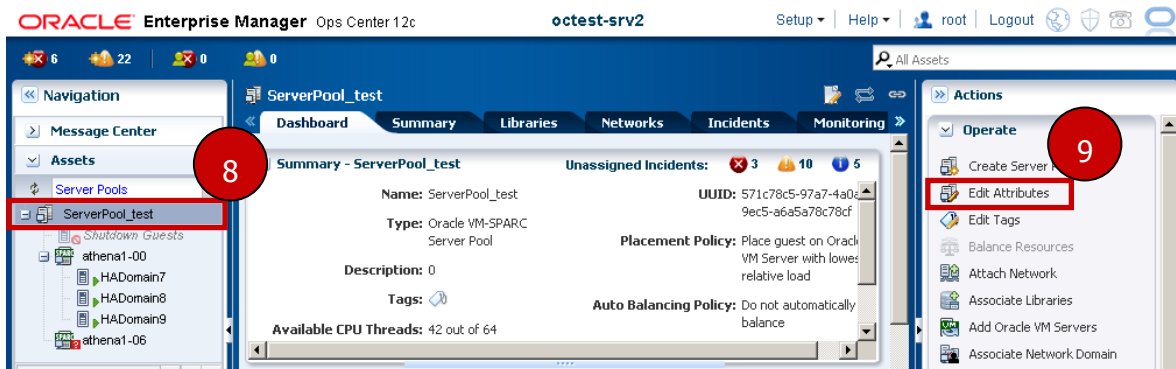 ORACLE Enterprise Manager Ops Center 12c octest-srv2 Setup Help root Logout
6 22 0 0 All Assets
Navigation
Message Center
Assets
Server Pools
ServerPool_test
Shutdown Guests
athena1-00
HADomain7
HADomain8
HADomain9
athena1-06
8
ServerPool_test
Dashboard Summary Libraries Networks Incidents Monitoring
Summary - ServerPool_test Unassigned Incidents: 3 10 5
Name: ServerPool_test
Type: Oracle VM-SPARC
Server Pool
Description: 0
Tags:
Available CPU Threads: 42 out of 64
UUID: 571c78c5-97a7-4a0a
9ec5-a6a5a78c78cf
Placement Policy: Place guest on Oracl
VM Server with lowes
relative load
Auto Balancing Policy: Do not automatically
balance
Actions
Operate
9
Create Server
Edit Attributes
Edit Tags
Balance Resources
Attach Network
Associate Libraries
Add Oracle VM Servers
Associate Network Domain